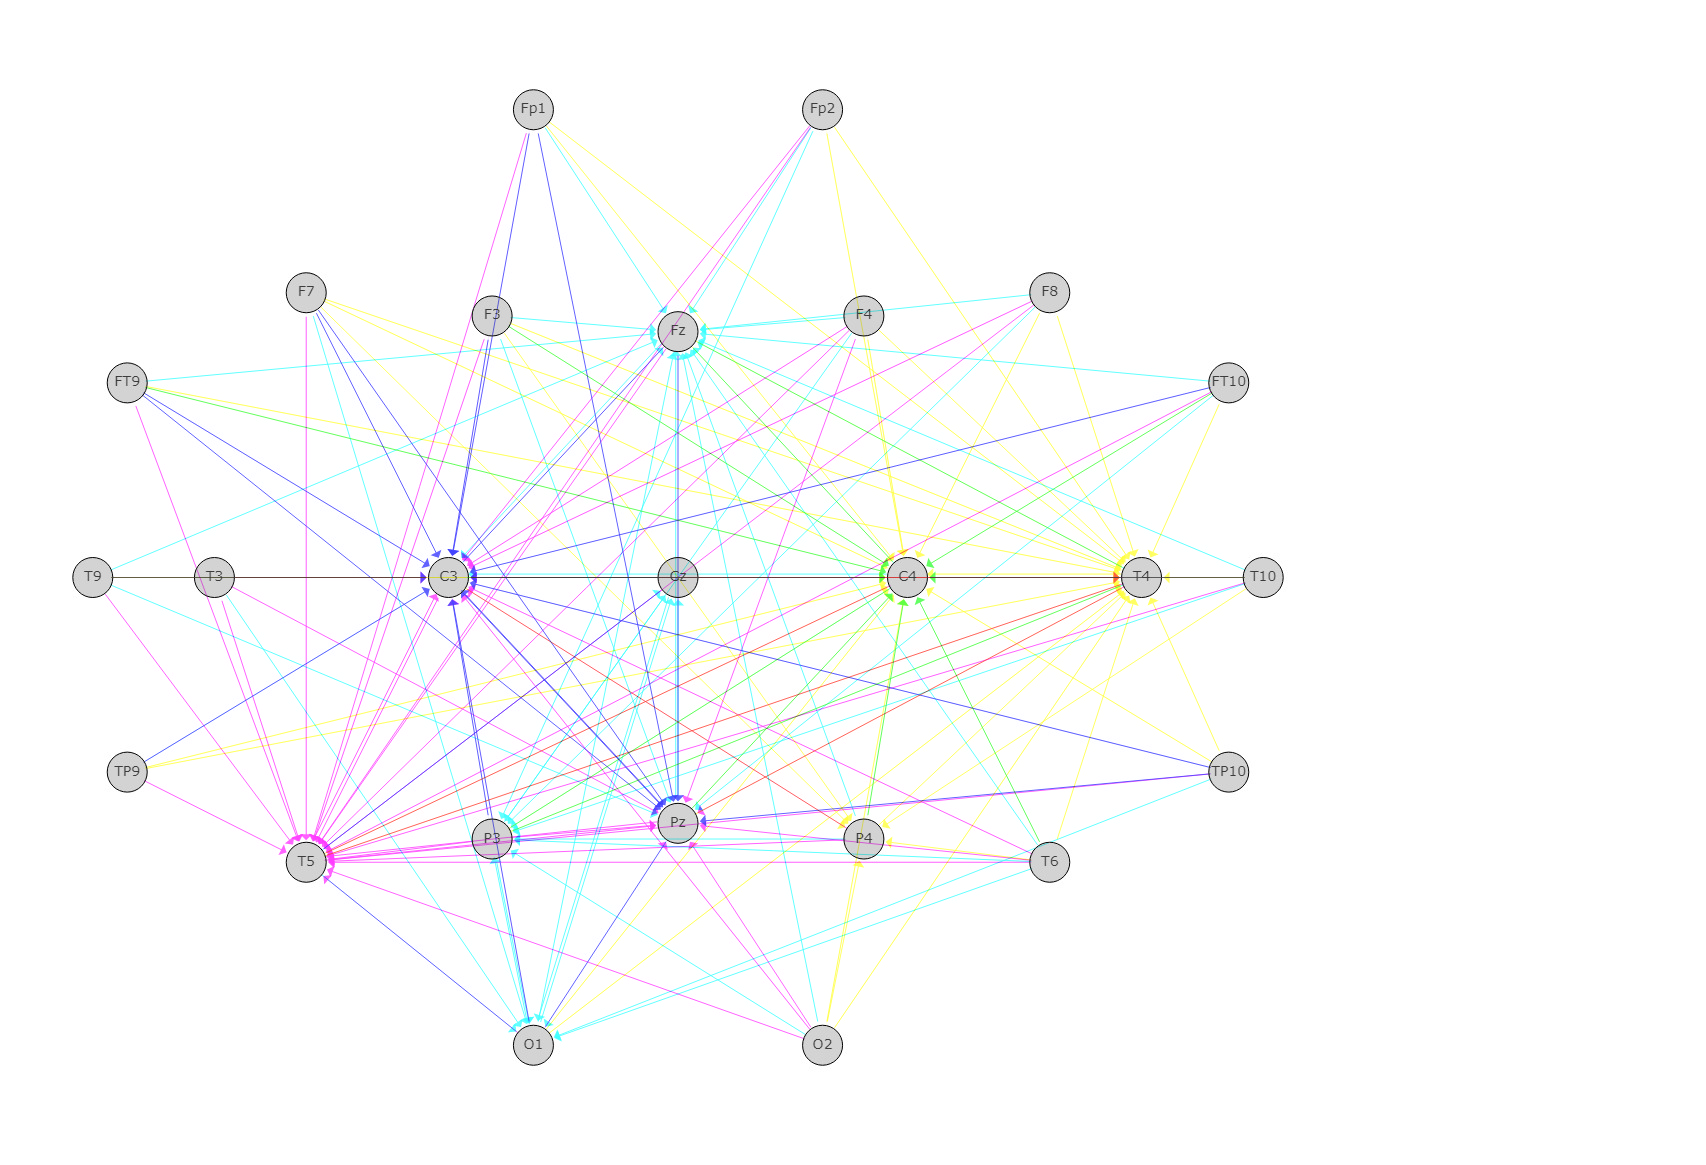 Fp1 Fp2
F7 F8
F3 Fz F4
FT9 FT10
T9 T3 C3 Cz C4 T4 T10
TP9 TP10
Pz
P3 P4
T5 T6
O1 O2